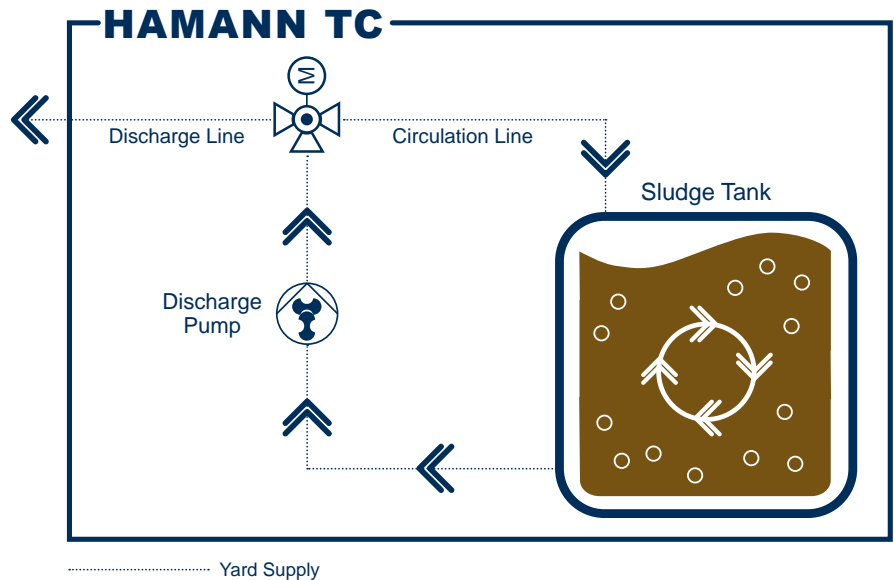 HAMANN TC
M
Discharge Line
Circulation Line
Sludge Tank
Discharge
Pump
Yard Supply